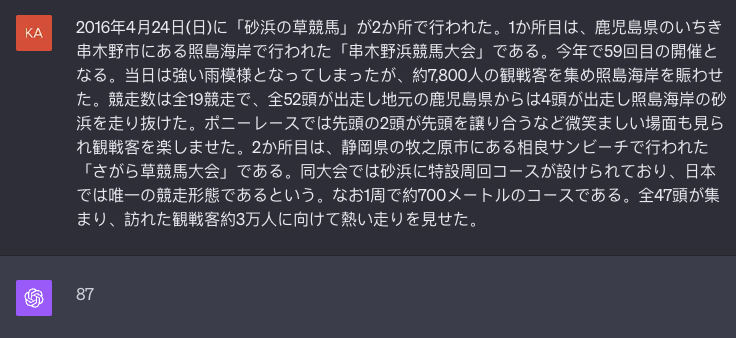 KA
2016年4月24日(日)に「砂浜の草競馬」が2か所で行われた。1か所目は、鹿児島県のいちき
串木野市にある照島海岸で行われた「串木野浜競馬大会」である。今年で59回目の開催と
なる。当日は強い雨模様となってしまったが、約7,800人の観戦客を集め照島海岸を賑わせ
た。競走数は全19競走で、全52頭が出走し地元の鹿児島県からは4頭が出走し照島海岸の砂
浜を走り抜けた。ポニーレースでは先頭の2頭が先頭を譲り合うなど微笑ましい場面も見ら
れ観戦客を楽しませた。2か所目は、静岡県の牧之原市にある相良サンビーチで行われた
「さがら草競馬大会」である。同大会では砂浜に特設周回コースが設けられており、日本
では唯一の競走形態であるという。なお1周で約700メートルのコースである。全47頭が集
まり、訪れた観戦客約3万人に向けて熱い走りを見せた。
87